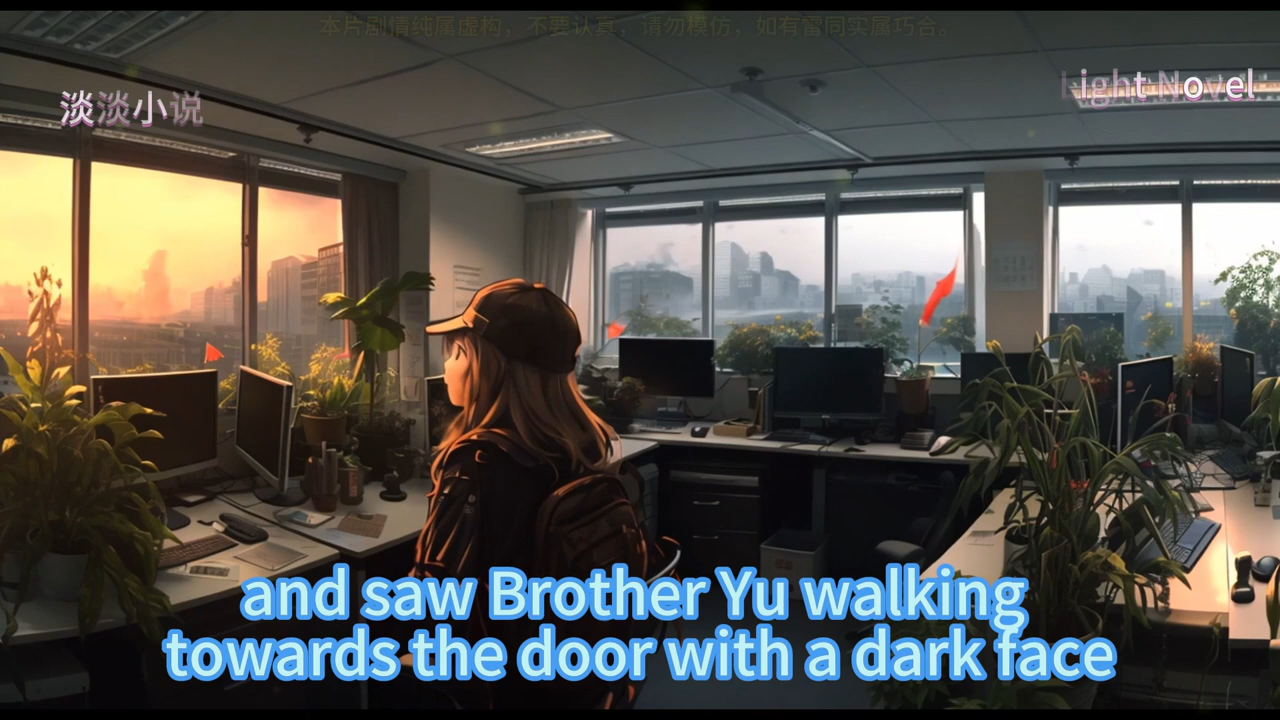 本片剧情纯属虚构，不要认真，请勿模仿，如有雷同实属巧合。
淡淡小说
Light Novel
and saw Brother Yu walking
towards the door with a dark face